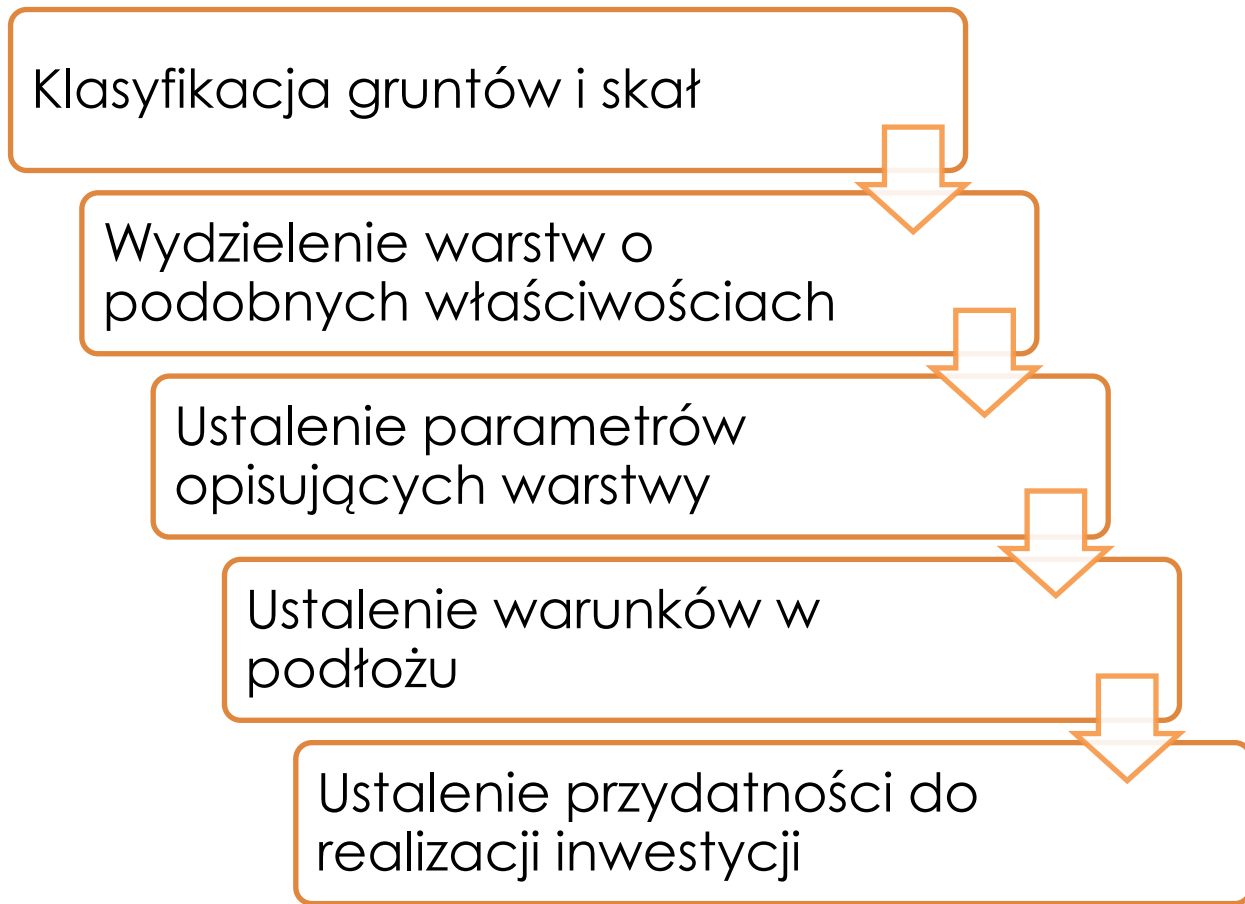 Klasyfikacja gruntów i skał
Wydzielenie warstw o
podobnych właściwościach
Ustalenie parametrów
opisujących warstwy
Ustalenie warunków w
podłożu
Ustalenie przydatności do
realizacji inwestycji